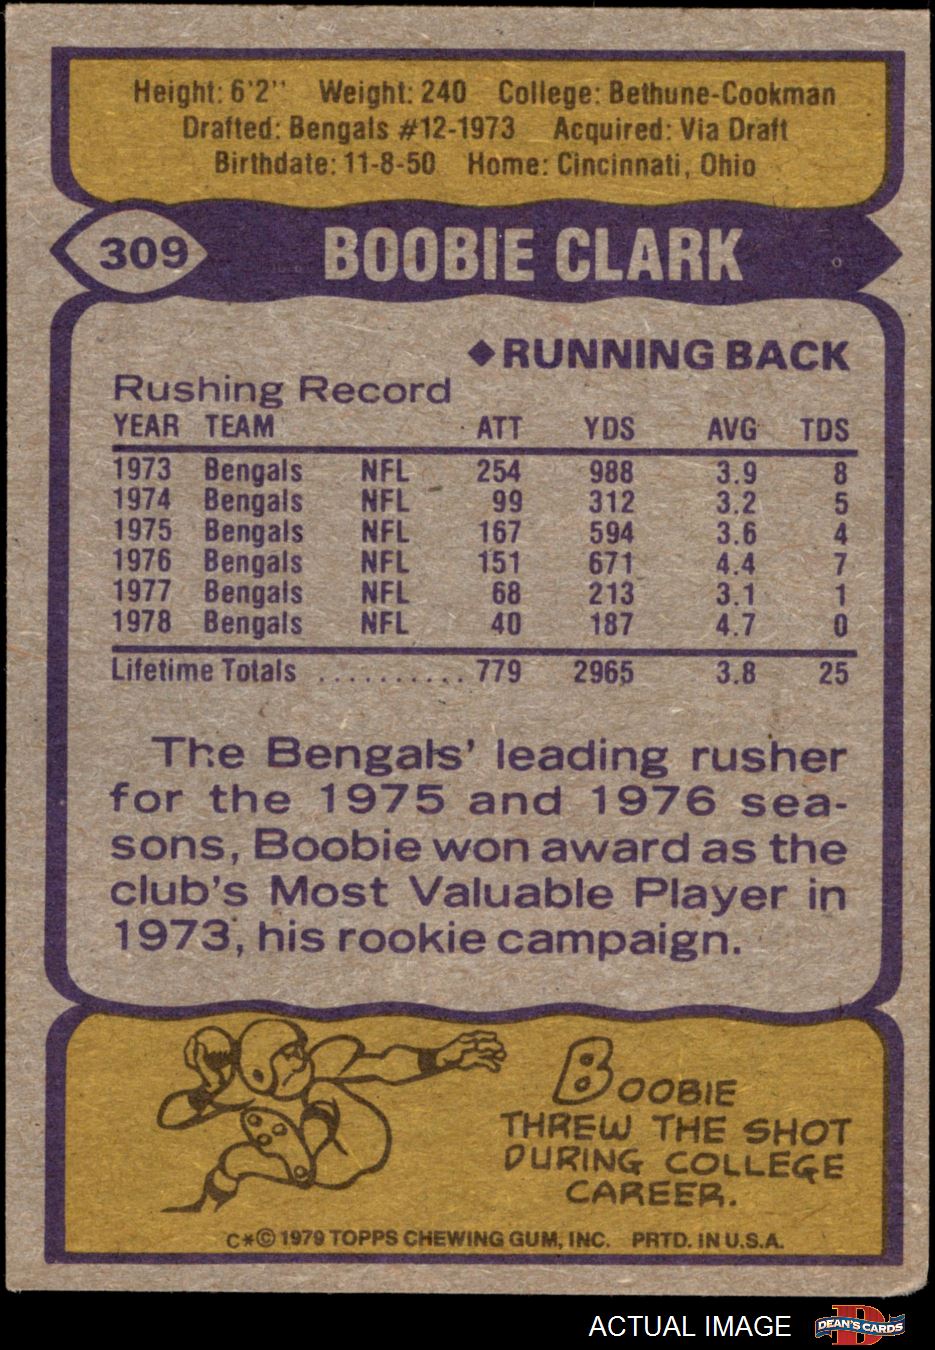 Height: 6'2" Weight: 240 College: Bethune-Cookman
Drafted: Bengals #12-1973 Acquired: Via Draft
Birthdate: 11-8-50 Home: Cincinnati, Ohio
309 BOOBIE CLARK
◆RUNNING BACK
Rushing Record
YEAR TEAM ATT YDS AVG TDS
1973 Bengals NFL 254 988 3.9 8
1974 Bengals NFL 99 312 3.2 5
1975 Bengals NFL 167 594 3.6 4
1976 Bengals NFL 151 671 4.4 7
1977 Bengals NFL 68 213 3.1 1
1978 Bengals NFL 40 187 4.7 0
Lifetime Totals .......... 779 2965 3.8 25
The Bengals' leading rusher
for the 1975 and 1976 sea-
sons, Boobie won award as the
club's Most Valuable Player in
1973, his rookie campaign.
BOOBIE
THREW THE SHOT
DURING COLLEGE
CAREER.
C*© 1979 TOPPS CHEWING GUM, INC. PRTD. IN U.S.A.
ACTUAL IMAGE DEAN'S CARDS